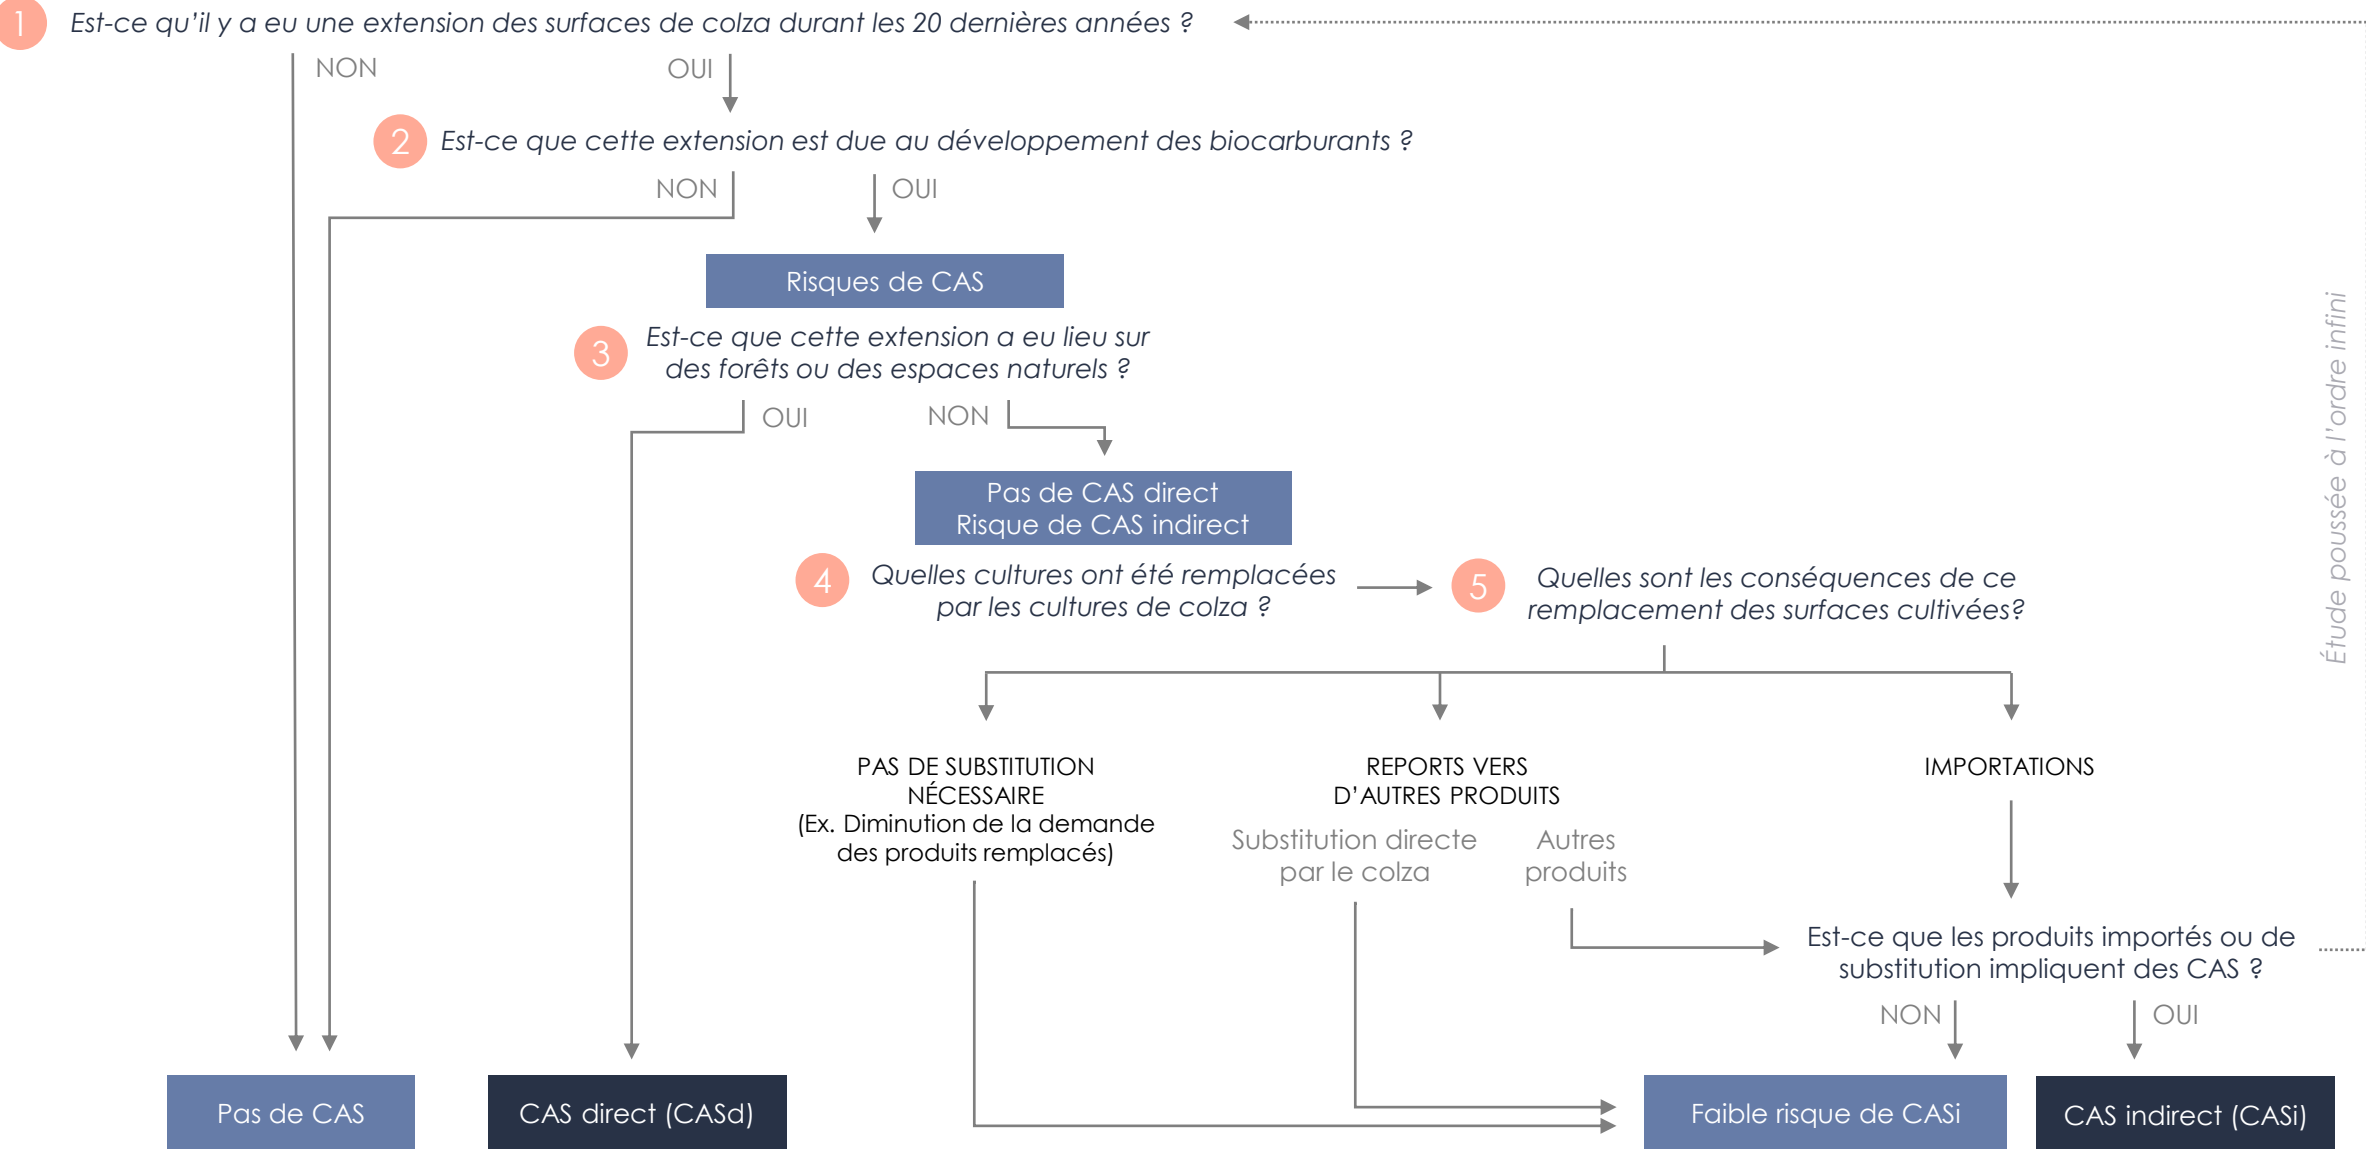 1
Est-ce qu’il y a eu une extension des surfaces de colza durant les 20 dernières années ?
NON
OUI
2
Est-ce que cette extension est due au développement des biocarburants ?
NON
OUI
Risques de CAS
3
Est-ce que cette extension a eu lieu sur
des forêts ou des espaces naturels ?
OUI
NON
Pas de CAS direct
Risque de CAS indirect
4
Quelles cultures ont été remplacées
par les cultures de colza ?
5
Quelles sont les conséquences de ce
remplacement des surfaces cultivées?
Étude poussée à l’ordre infini
PAS DE SUBSTITUTION
NÉCESSAIRE
(Ex. Diminution de la demande
des produits remplacés)
REPORTS VERS
D’AUTRES PRODUITS
Substitution directe
par le colza
Autres
produits
IMPORTATIONS
Est-ce que les produits importés ou de
substitution impliquent des CAS ?
NON
OUI
Pas de CAS
CAS direct (CASd)
Faible risque de CASi
CAS indirect (CASi)